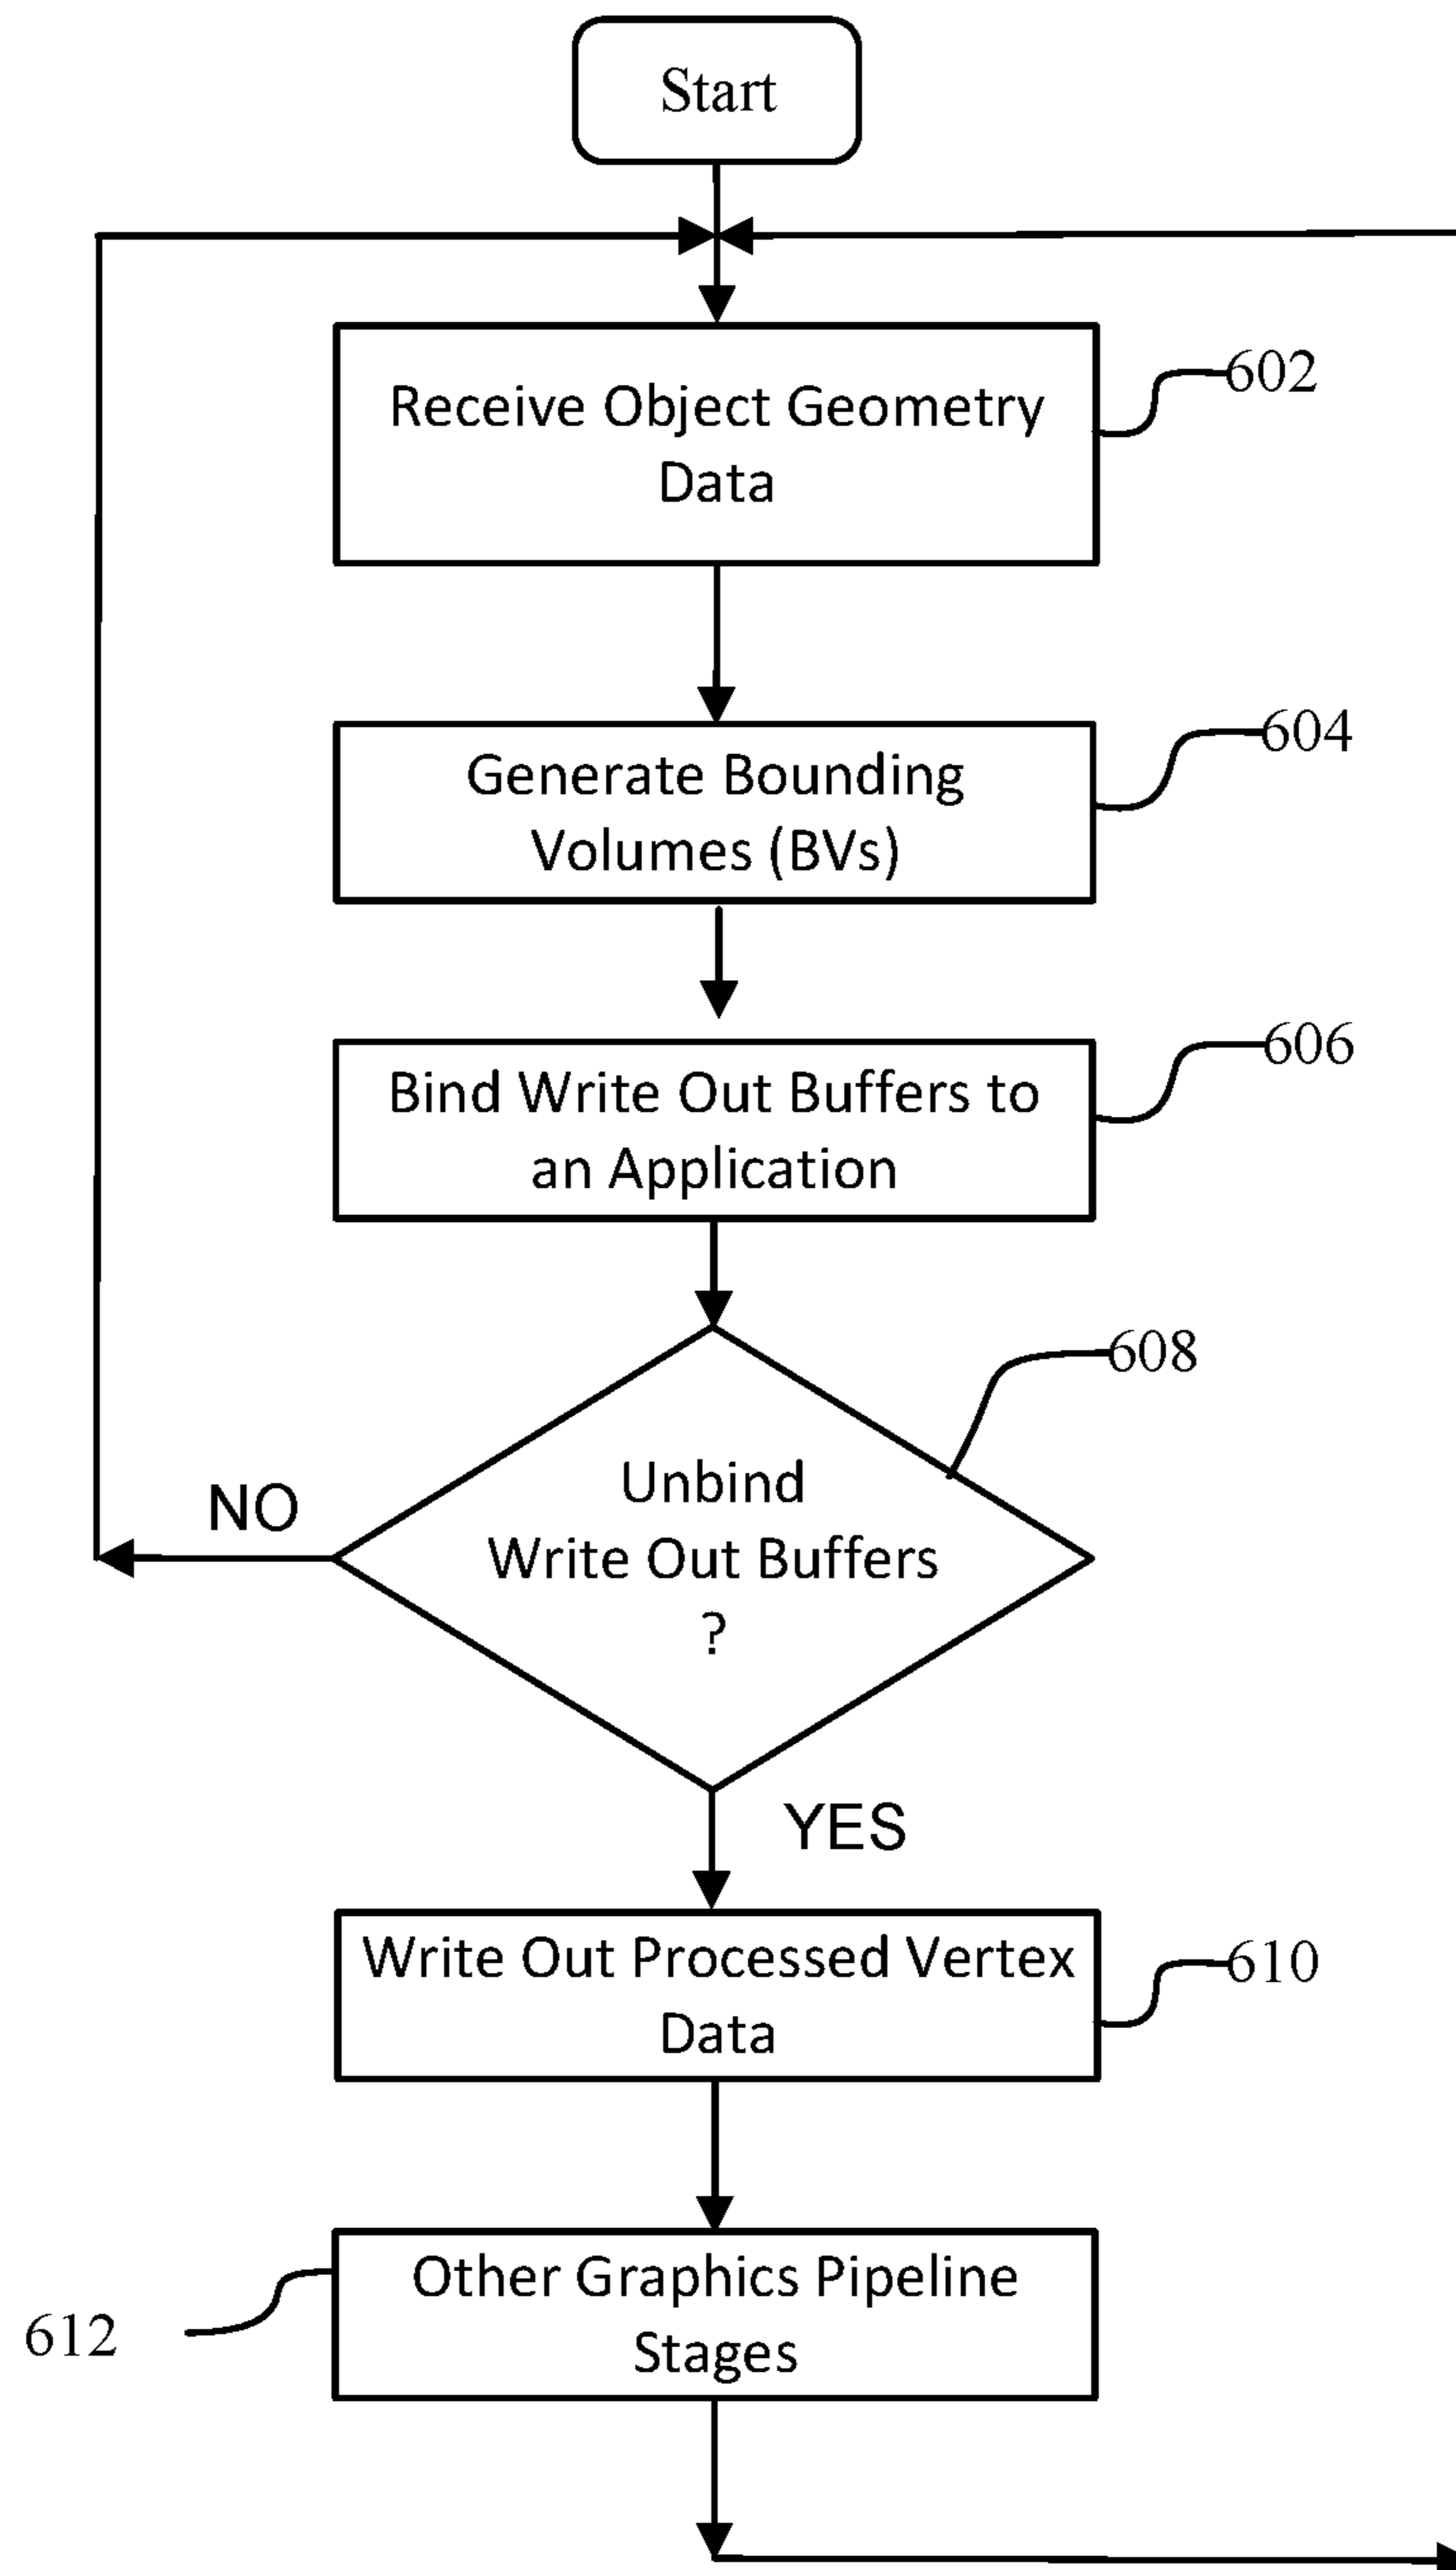 Start
Receive Object Geometry
Data
602
Generate Bounding
Volumes (BVs)
604
Bind Write Out Buffers to
an Application
606
608
Unbind
Write Out Buffers
?
NO
YES
Write Out Processed Vertex
Data
610
Other Graphics Pipeline
Stages
612